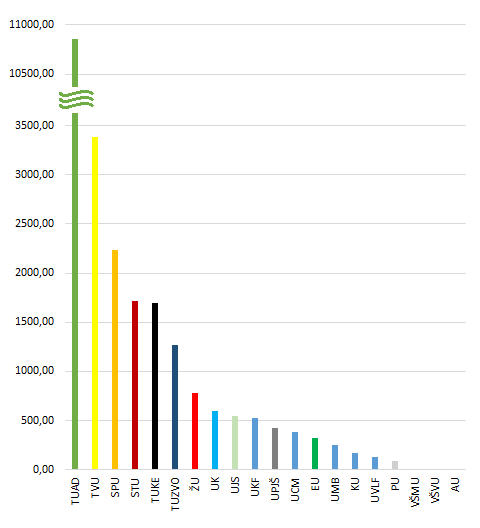 11000,00
10500,00
3500,00
3000,00
2500,00
2000,00
1500,00
1000,00
500,00
0,00
TUAD
TVU
SPU
STU
TUKE
TUZVO
ŽU
UK
UJS
UKF
UPJŠ
UCM
EU
UMB
KU
UVLF
PU
VŠMU
VŠVU
AU